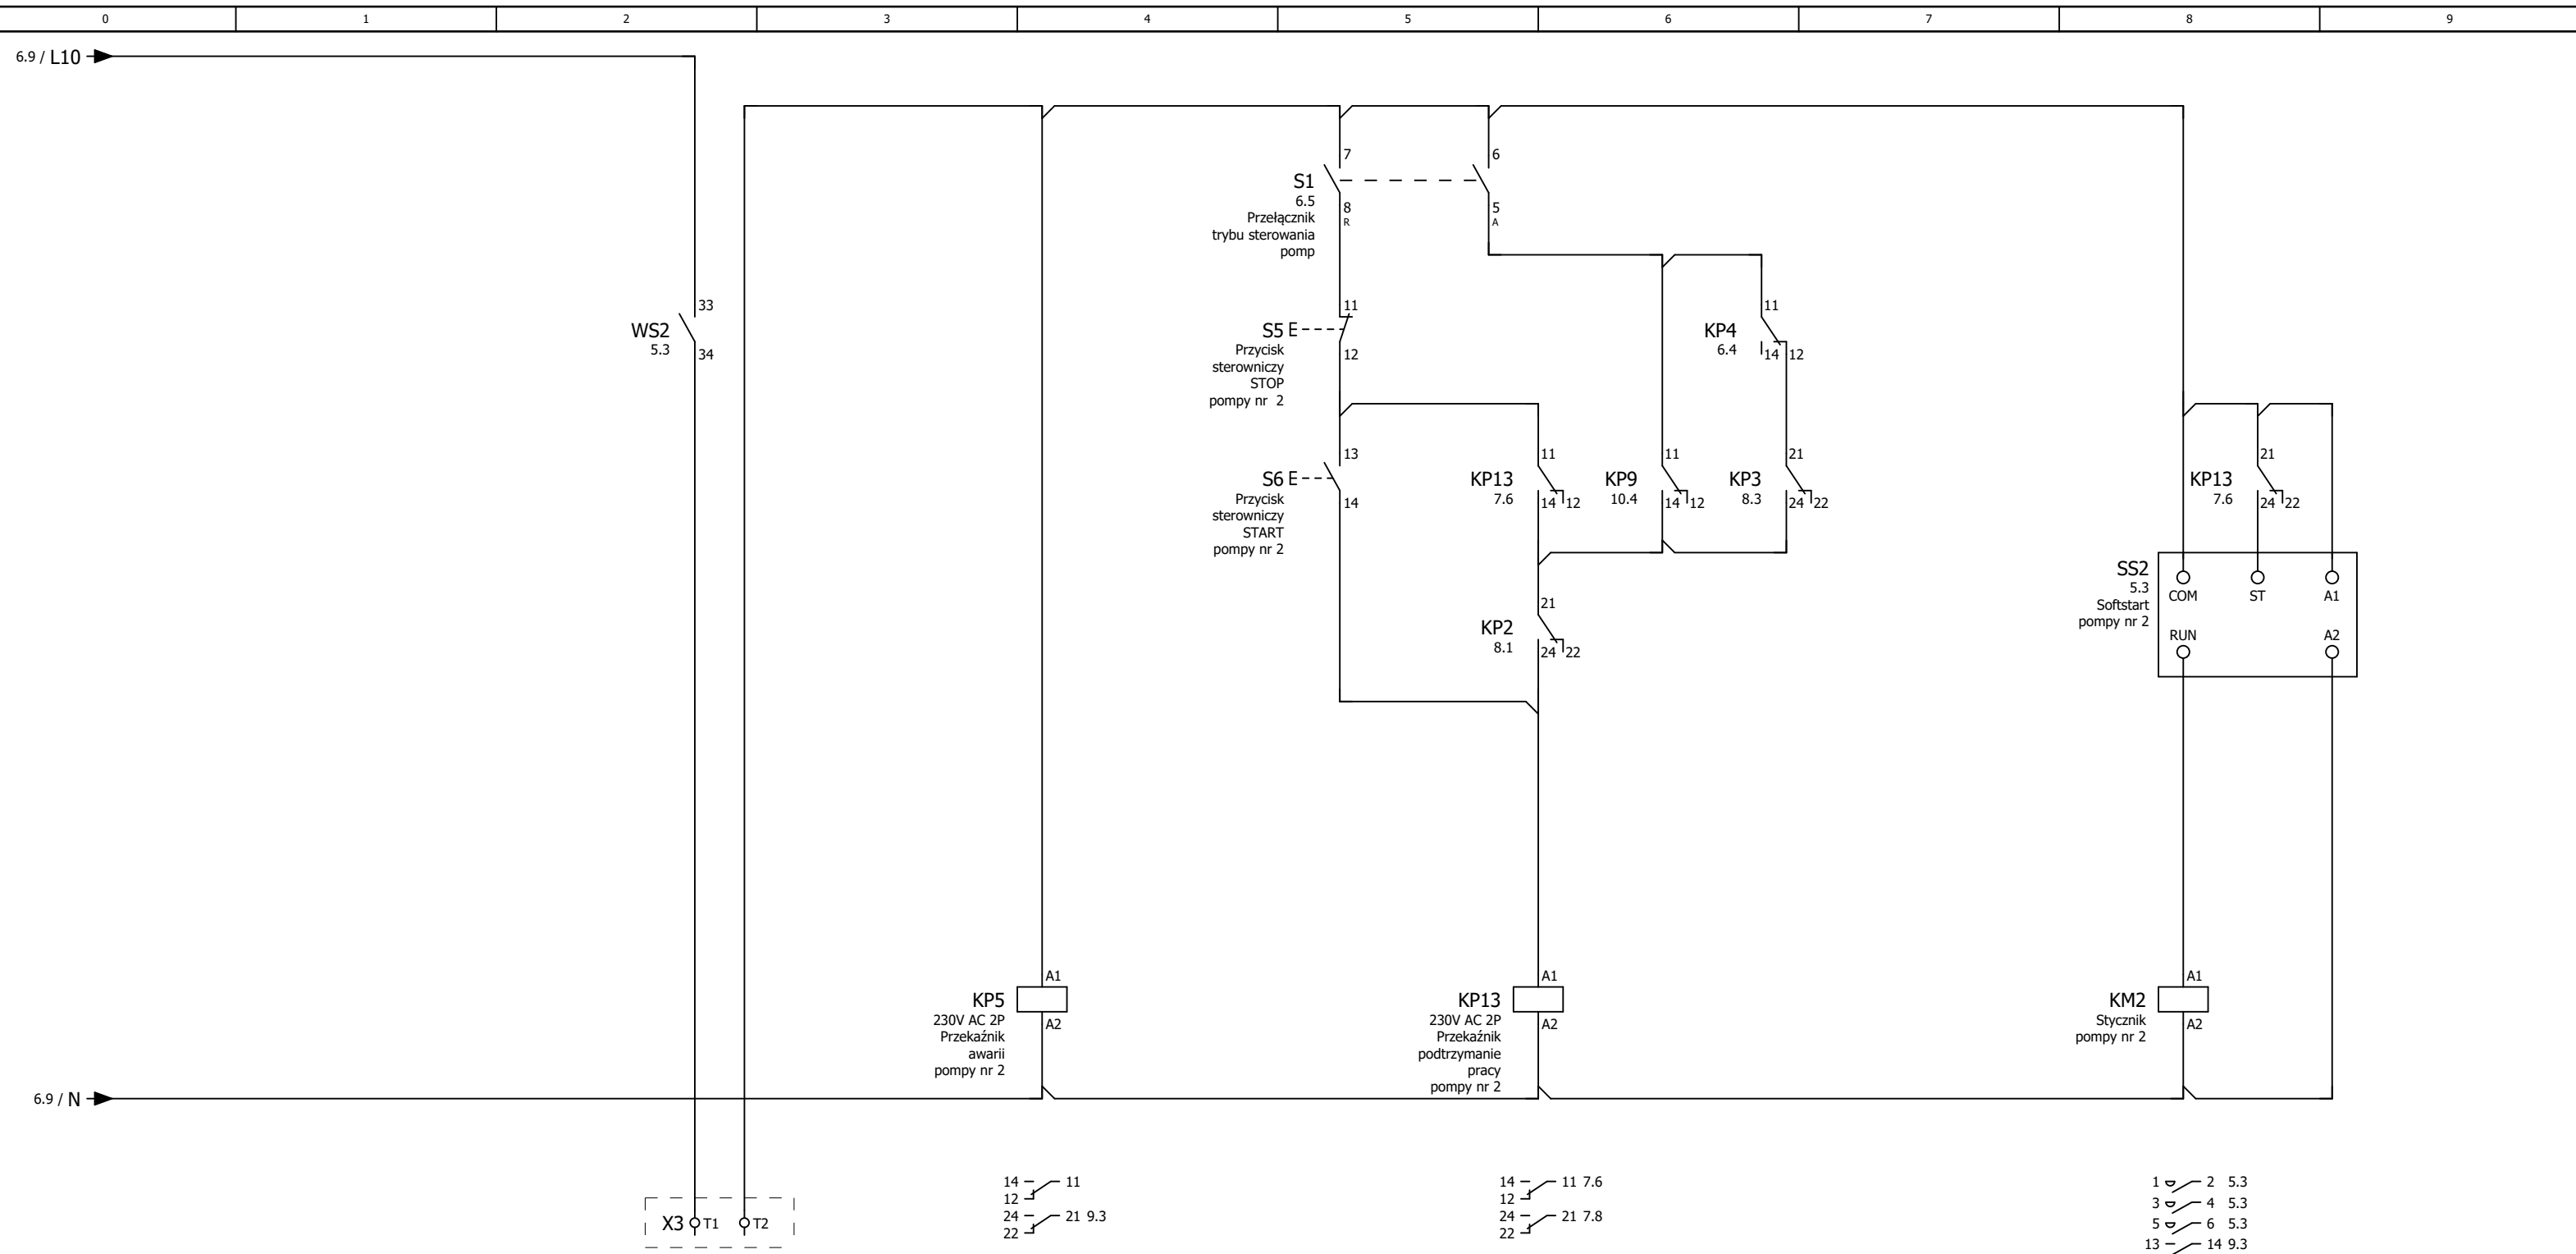 0 1 2 3 4 5 6 7 8 9
6.9 / L10
7
6
S1
6.5
Przełącznik
trybu sterowania
pomp
8
R
5
A
33
WS2
5.3
34
11
S5
Przycisk
sterowniczy
STOP
pompy nr 2
12
11
KP4
6.4
14 12
13
S6
Przycisk
sterowniczy
START
pompy nr 2
14
11
KP13
7.6
14 12
11
KP9
10.4
14 12
21
KP3
8.3
24 22
21
KP13
7.6
24 22
21
KP2
8.1
24 22
SS2
5.3
Softstart
pompy nr 2
COM ST A1
RUN A2
A1
KP5
230V AC 2P
Przekaźnik
awarii
pompy nr 2
A2
A1
KP13
230V AC 2P
Przekaźnik
podtrzymanie
pracy
pompy nr 2
A2
A1
KM2
Stycznik
pompy nr 2
A2
6.9 / N
X3 T1 T2
14 11
12
24 21 9.3
22
14 11 7.6
12
24 21 7.8
22
1 2 5.3
3 4 5.3
5 6 5.3
13 14 9.3